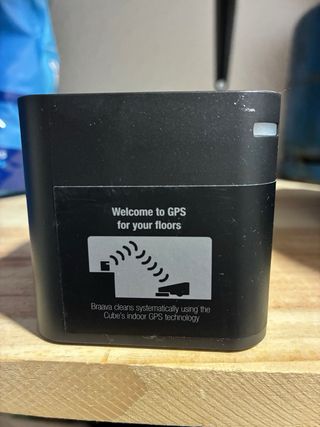 Welcome to GPS
for your floors
Braava cleans systematically using the
Cube's indoor GPS technology